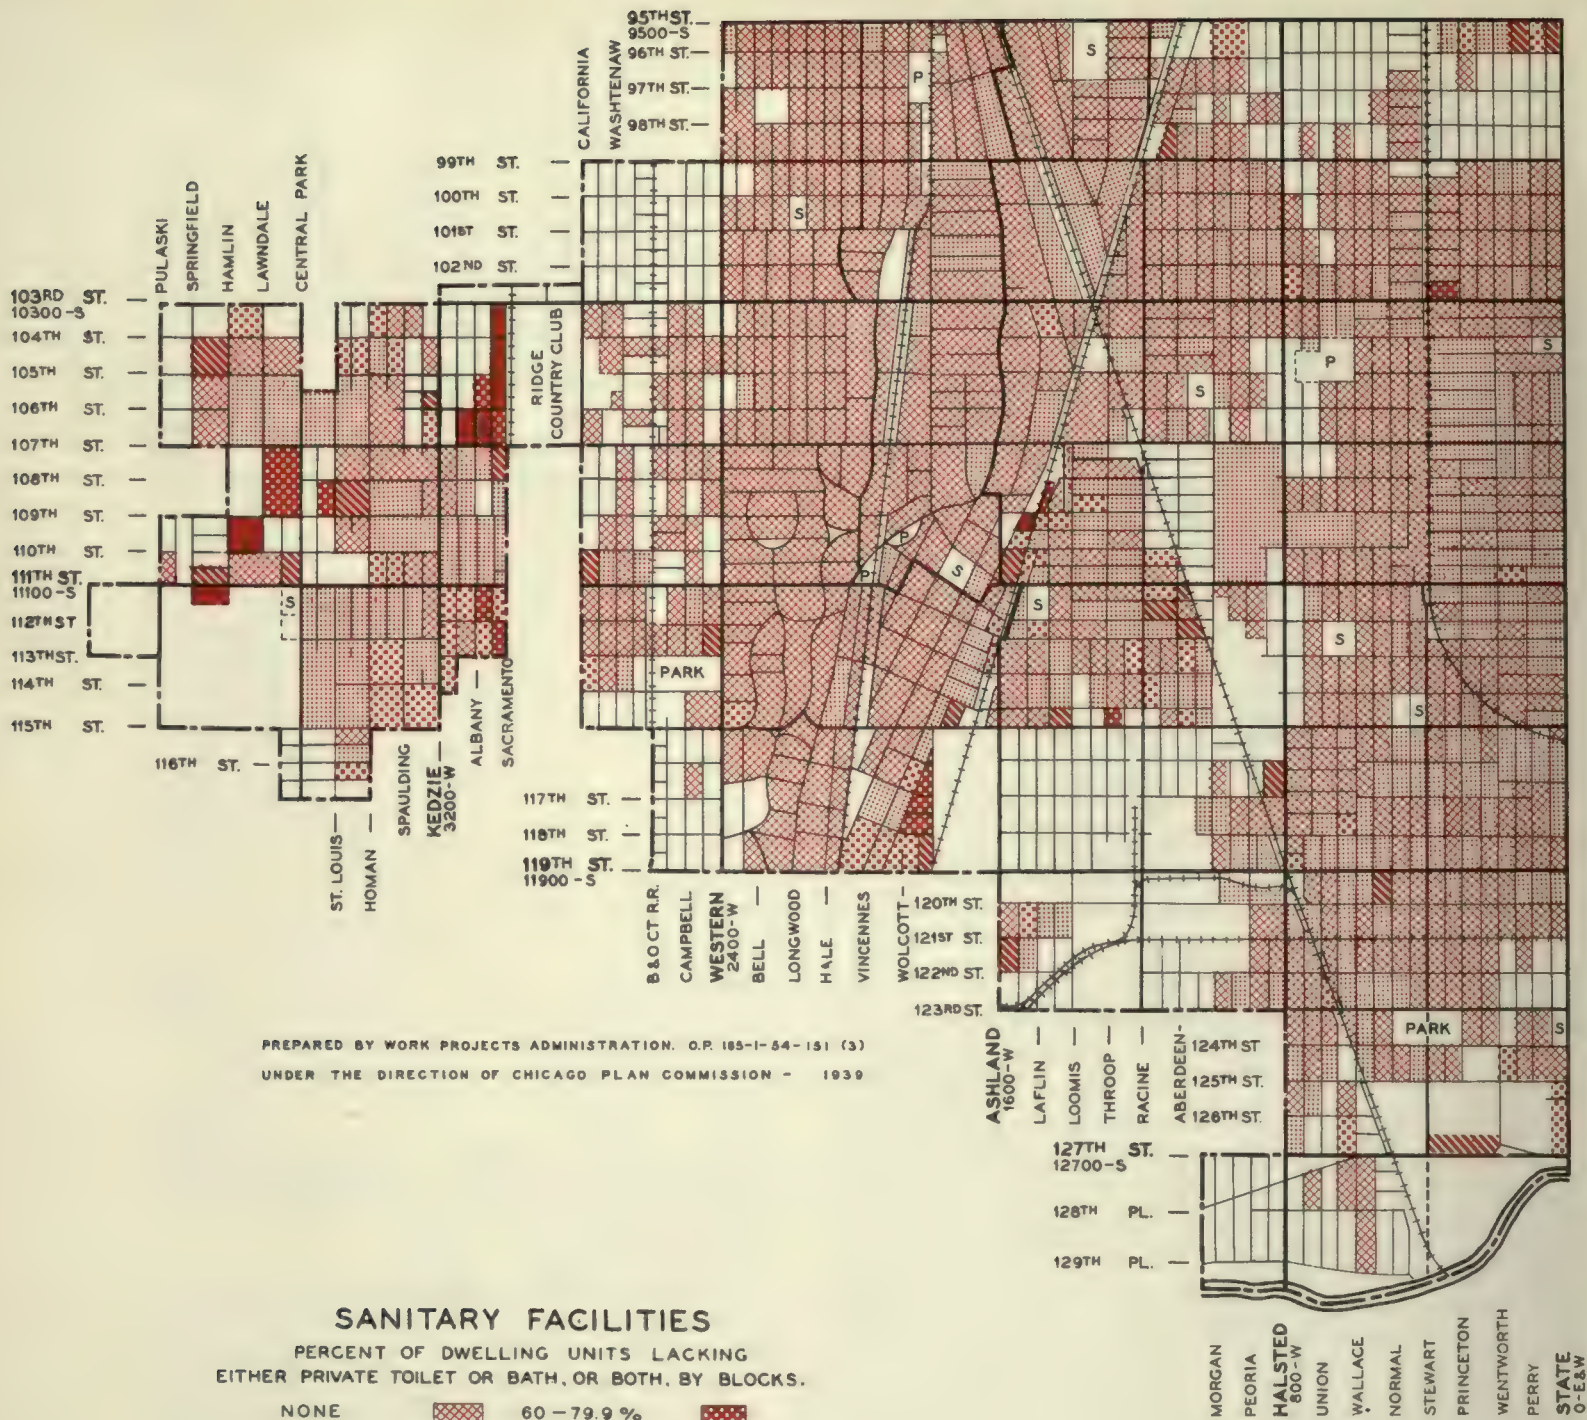 95TH ST.
9500-S
96TH ST.
97TH ST.
98TH ST.
CALIFORNIA
WASHTENAW
99TH ST.
100TH ST.
101ST ST.
102ND ST.
PULASKI
SPRINGFIELD
HAMLIN
LAWNDALE
CENTRAL PARK
103RD ST.
10300-S
104TH ST.
105TH ST.
106TH ST.
107TH ST.
108TH ST.
109TH ST.
110TH ST.
111TH ST.
11100-S
112TH ST
113TH ST.
114TH ST.
115TH ST.
116TH ST.
RIDGE
COUNTRY CLUB
S
P
S
S
P
S
S
P
S
P
S
S
S
PARK
S
ST. LOUIS
HOMAN
SPAULDING
KEDZIE
3200-W
ALBANY
SACRAMENTO
117TH ST.
118TH ST.
119TH ST.
11900-S
B & O C T R.R.
CAMPBELL
WESTERN
2400-W
BELL
LONGWOOD
HALE
VINCENNES
WOLCOTT
120TH ST.
121ST ST.
122ND ST.
123RD ST.
PARK
S
ASHLAND
1600-W
LAFLIN
LOOMIS
THROOP
RACINE
ABERDEEN
124TH ST
125TH ST.
126TH ST.
127TH ST.
12700-S
128TH PL.
129TH PL.
MORGAN
PEORIA
HALSTED
800-W
UNION
WALLACE
NORMAL
STEWART
PRINCETON
WENTWORTH
PERRY
STATE
0-E&W
PREPARED BY WORK PROJECTS ADMINISTRATION. O.P. 165-1-54-151 (3)
UNDER THE DIRECTION OF CHICAGO PLAN COMMISSION - 1939
SANITARY FACILITIES
PERCENT OF DWELLING UNITS LACKING
EITHER PRIVATE TOILET OR BATH, OR BOTH, BY BLOCKS.
NONE 60-79.9 %